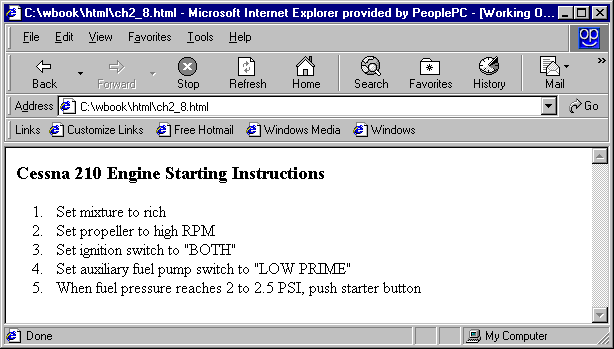 C:\wbook\html\ch2_8.html - Microsoft Internet Explorer provided by PeoplePC - [Working O...
File Edit View Favorites Tools Help
op
Back Forward Stop Refresh Home Search Favorites History Mail »
Address C:\wbook\html\ch2_8.html Go
Links Customize Links Free Hotmail Windows Media Windows
Cessna 210 Engine Starting Instructions
1. Set mixture to rich
2. Set propeller to high RPM
3. Set ignition switch to "BOTH"
4. Set auxiliary fuel pump switch to "LOW PRIME"
5. When fuel pressure reaches 2 to 2.5 PSI, push starter button
Done My Computer